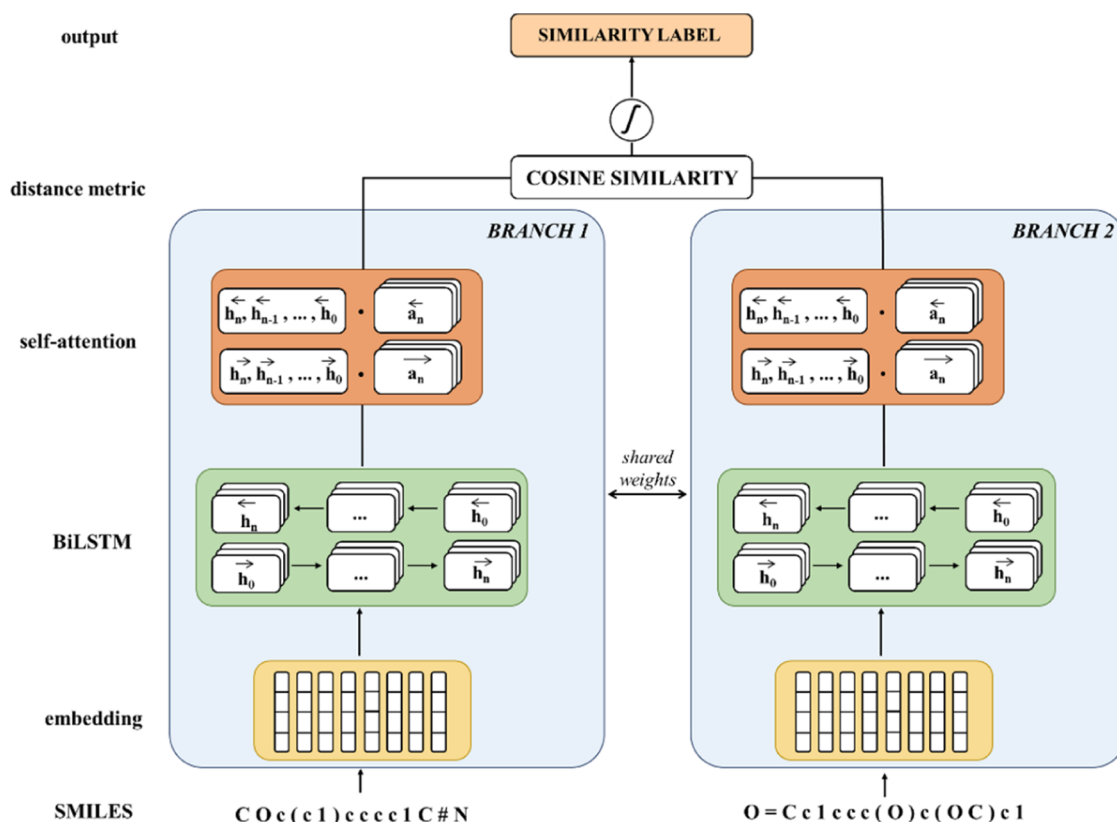 output
SIMILARITY LABEL
∫
distance metric
COSINE SIMILARITY
BRANCH 1
BRANCH 2
self-attention
h←n, h←n-1 , ... , h←0 · a←n
h→n, h→n-1 , ... , h→0 · a→n
h←n, h←n-1 , ... , h←0 · a←n
h→n, h→n-1 , ... , h→0 · a→n
shared
weights
BiLSTM
h←n ... h←0
h→0 ... h→n
h←n ... h←0
h→0 ... h→n
embedding
SMILES
C O c ( c 1 ) c c c c 1 C # N
O = C c 1 c c c ( O ) c ( O C ) c 1